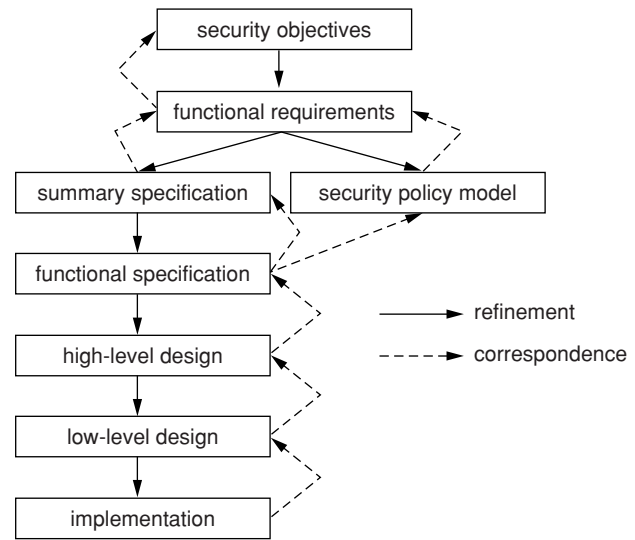 security objectives
functional requirements
summary specification
security policy model
functional specification
high-level design
low-level design
implementation
refinement
correspondence